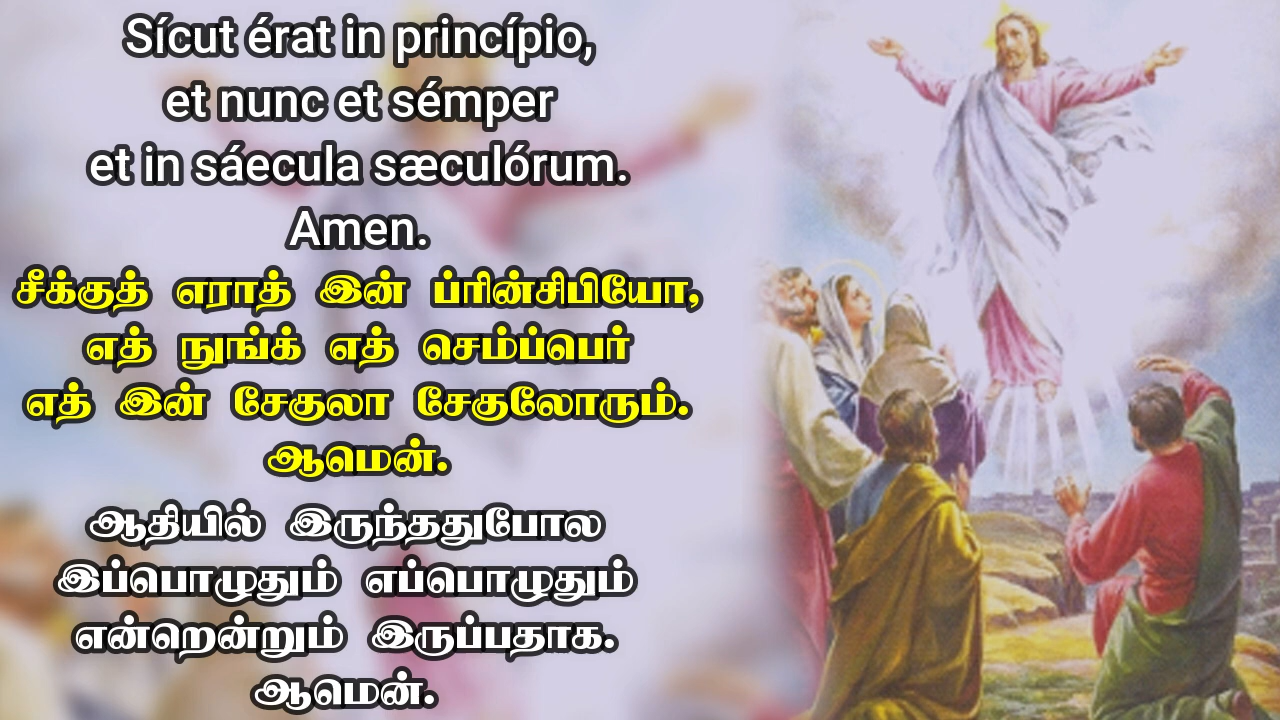 Sícut érat in princípio,
et nunc et sémper
et in sáecula sæculórum.
Amen.
சீக்குத் எராத் இன் ப்ரின்சிபியோ,
எத் நுங்க் எத் செம்ப்பெர்
எத் இன் சேகுலா சேகுலோரும்.
ஆமென்.
ஆதியில் இருந்ததுபோல
இப்பொழுதும் எப்பொழுதும்
என்றென்றும் இருப்பதாக.
ஆமென்.